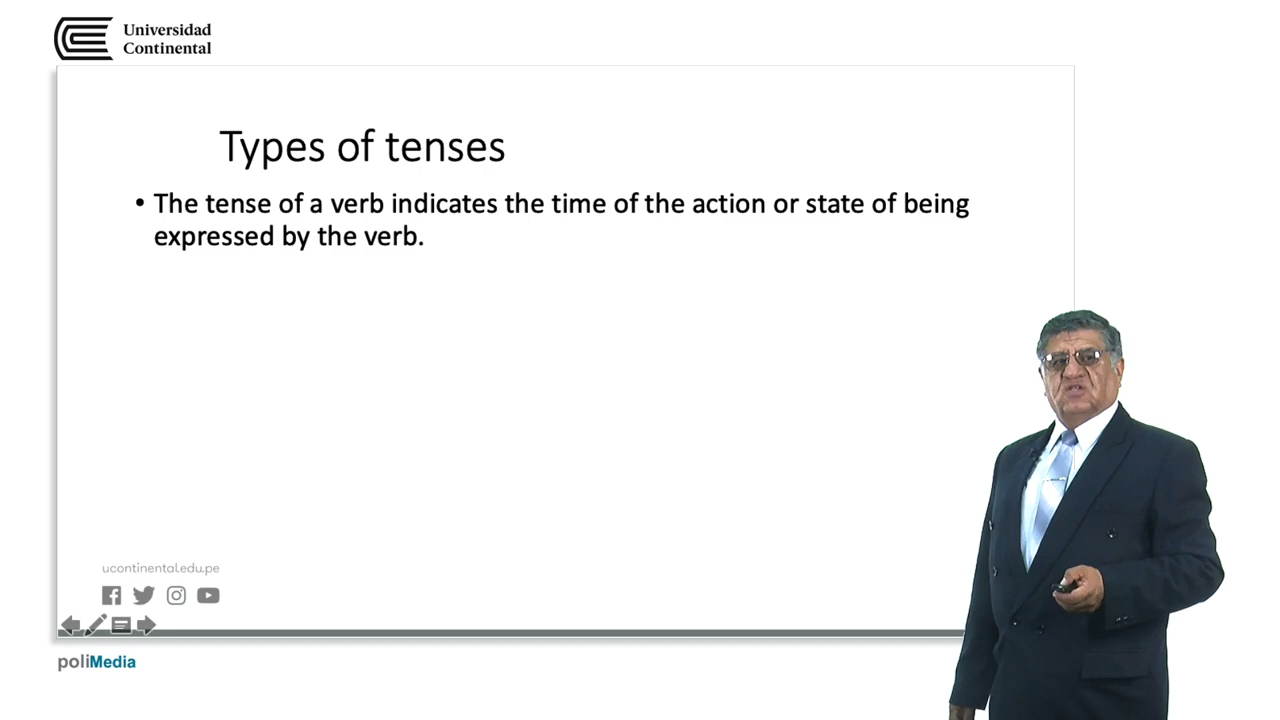 Universidad
Continental
Types of tenses
• The tense of a verb indicates the time of the action or state of being
expressed by the verb.
ucontinental.edu.pe
poliMedia